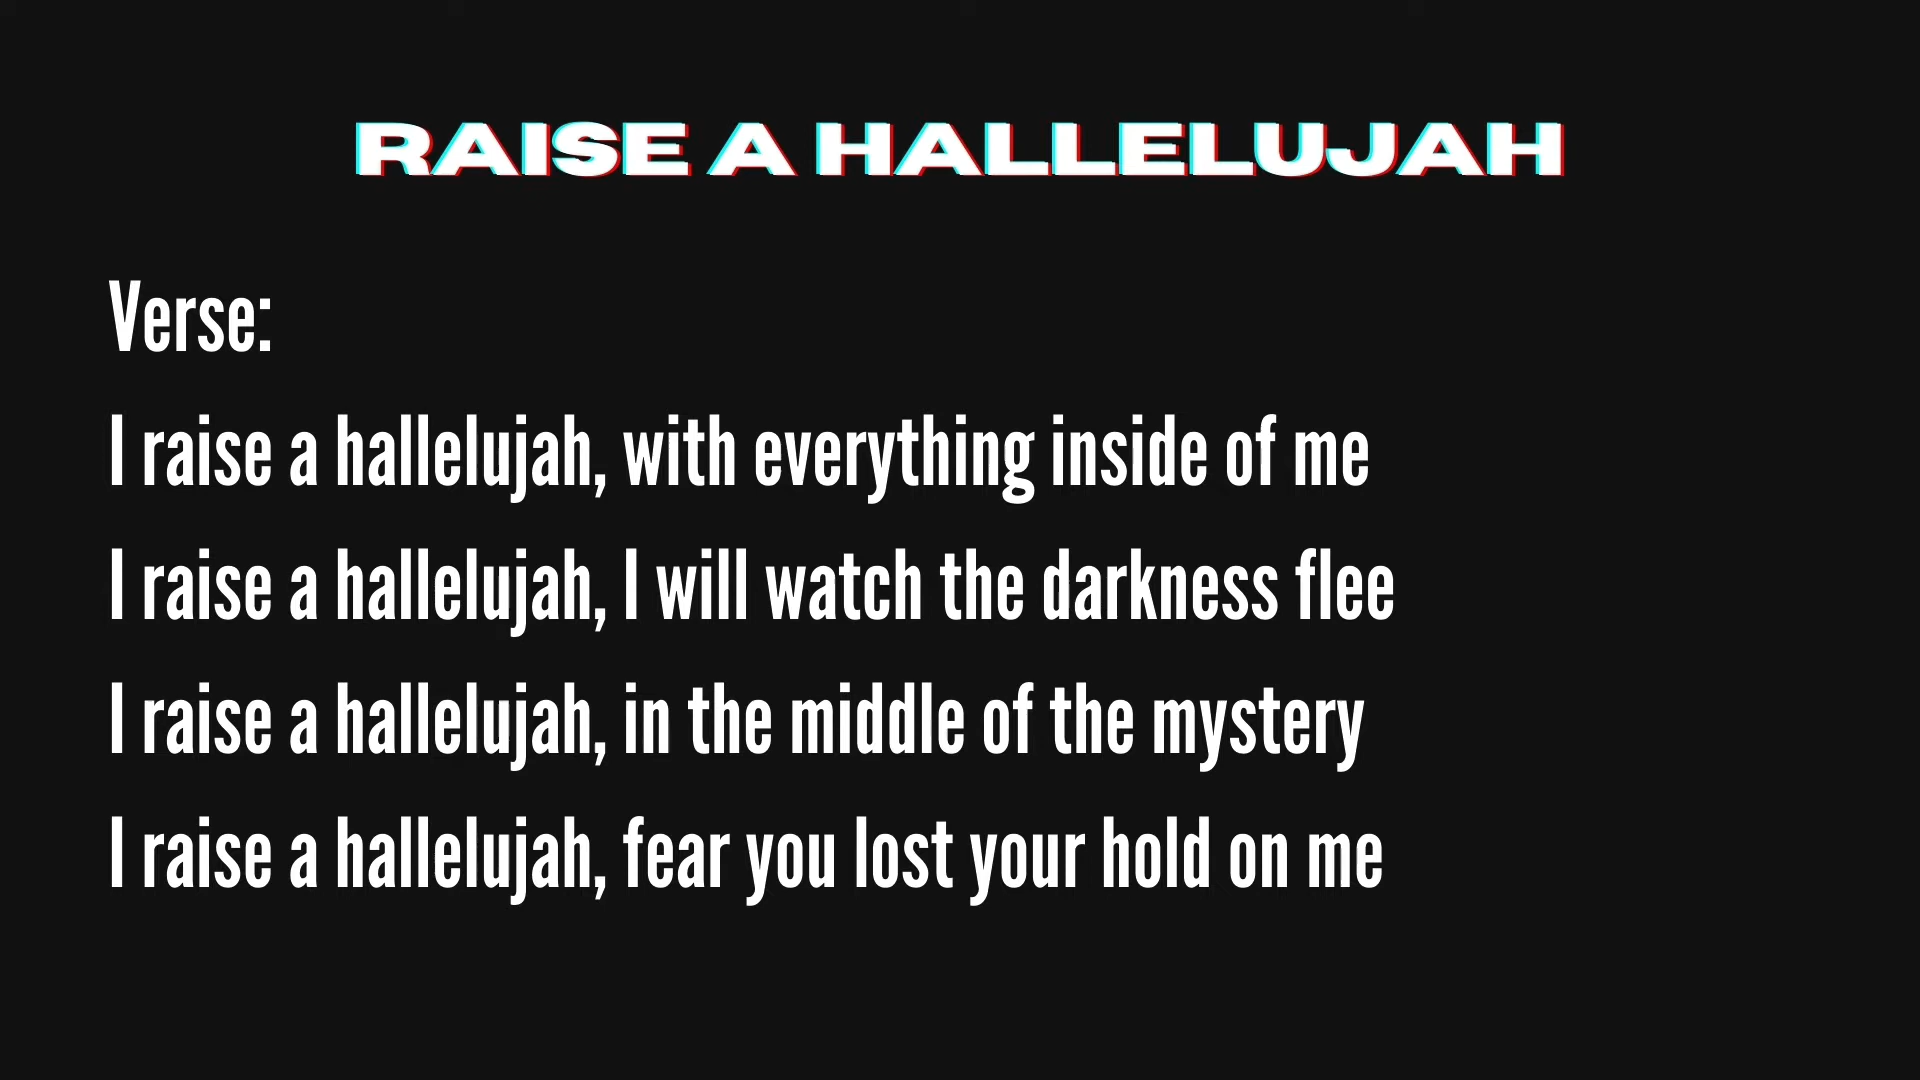 RAISE A HALLELUJAH
Verse:
I raise a hallelujah, with everything inside of me
I raise a hallelujah, I will watch the darkness flee
I raise a hallelujah, in the middle of the mystery
I raise a hallelujah, fear you lost your hold on me